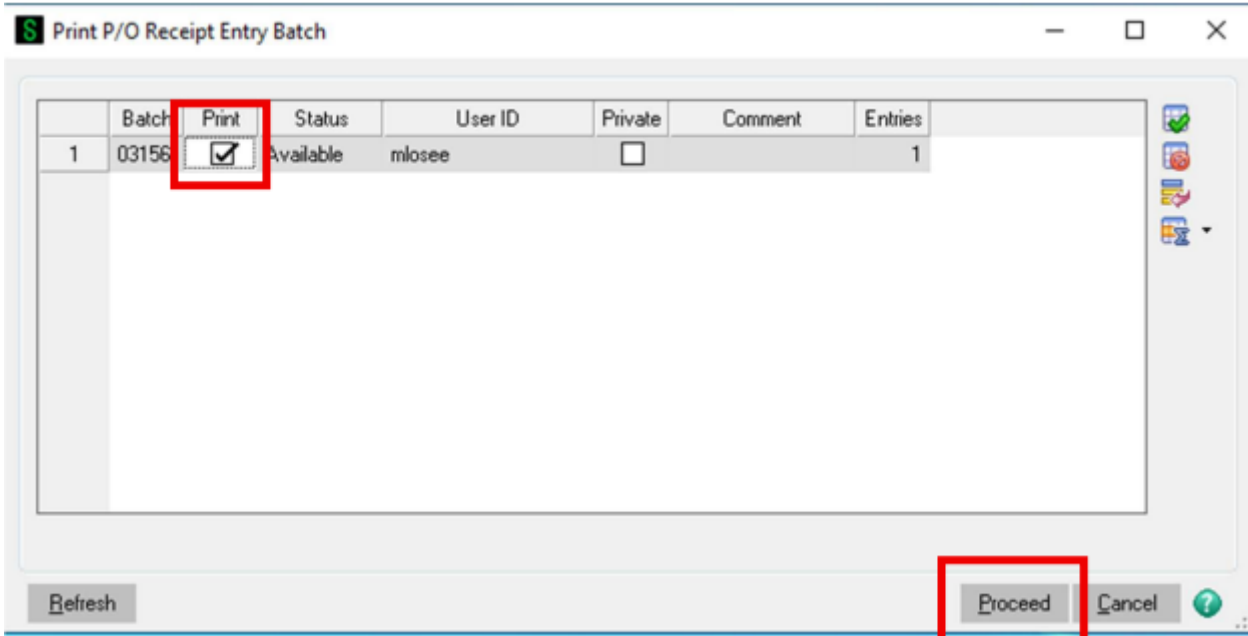 S Print P/O Receipt Entry Batch
Batch Print Status User ID Private Comment Entries
1 03156 Available mlosee 1
Refresh Proceed Cancel ?